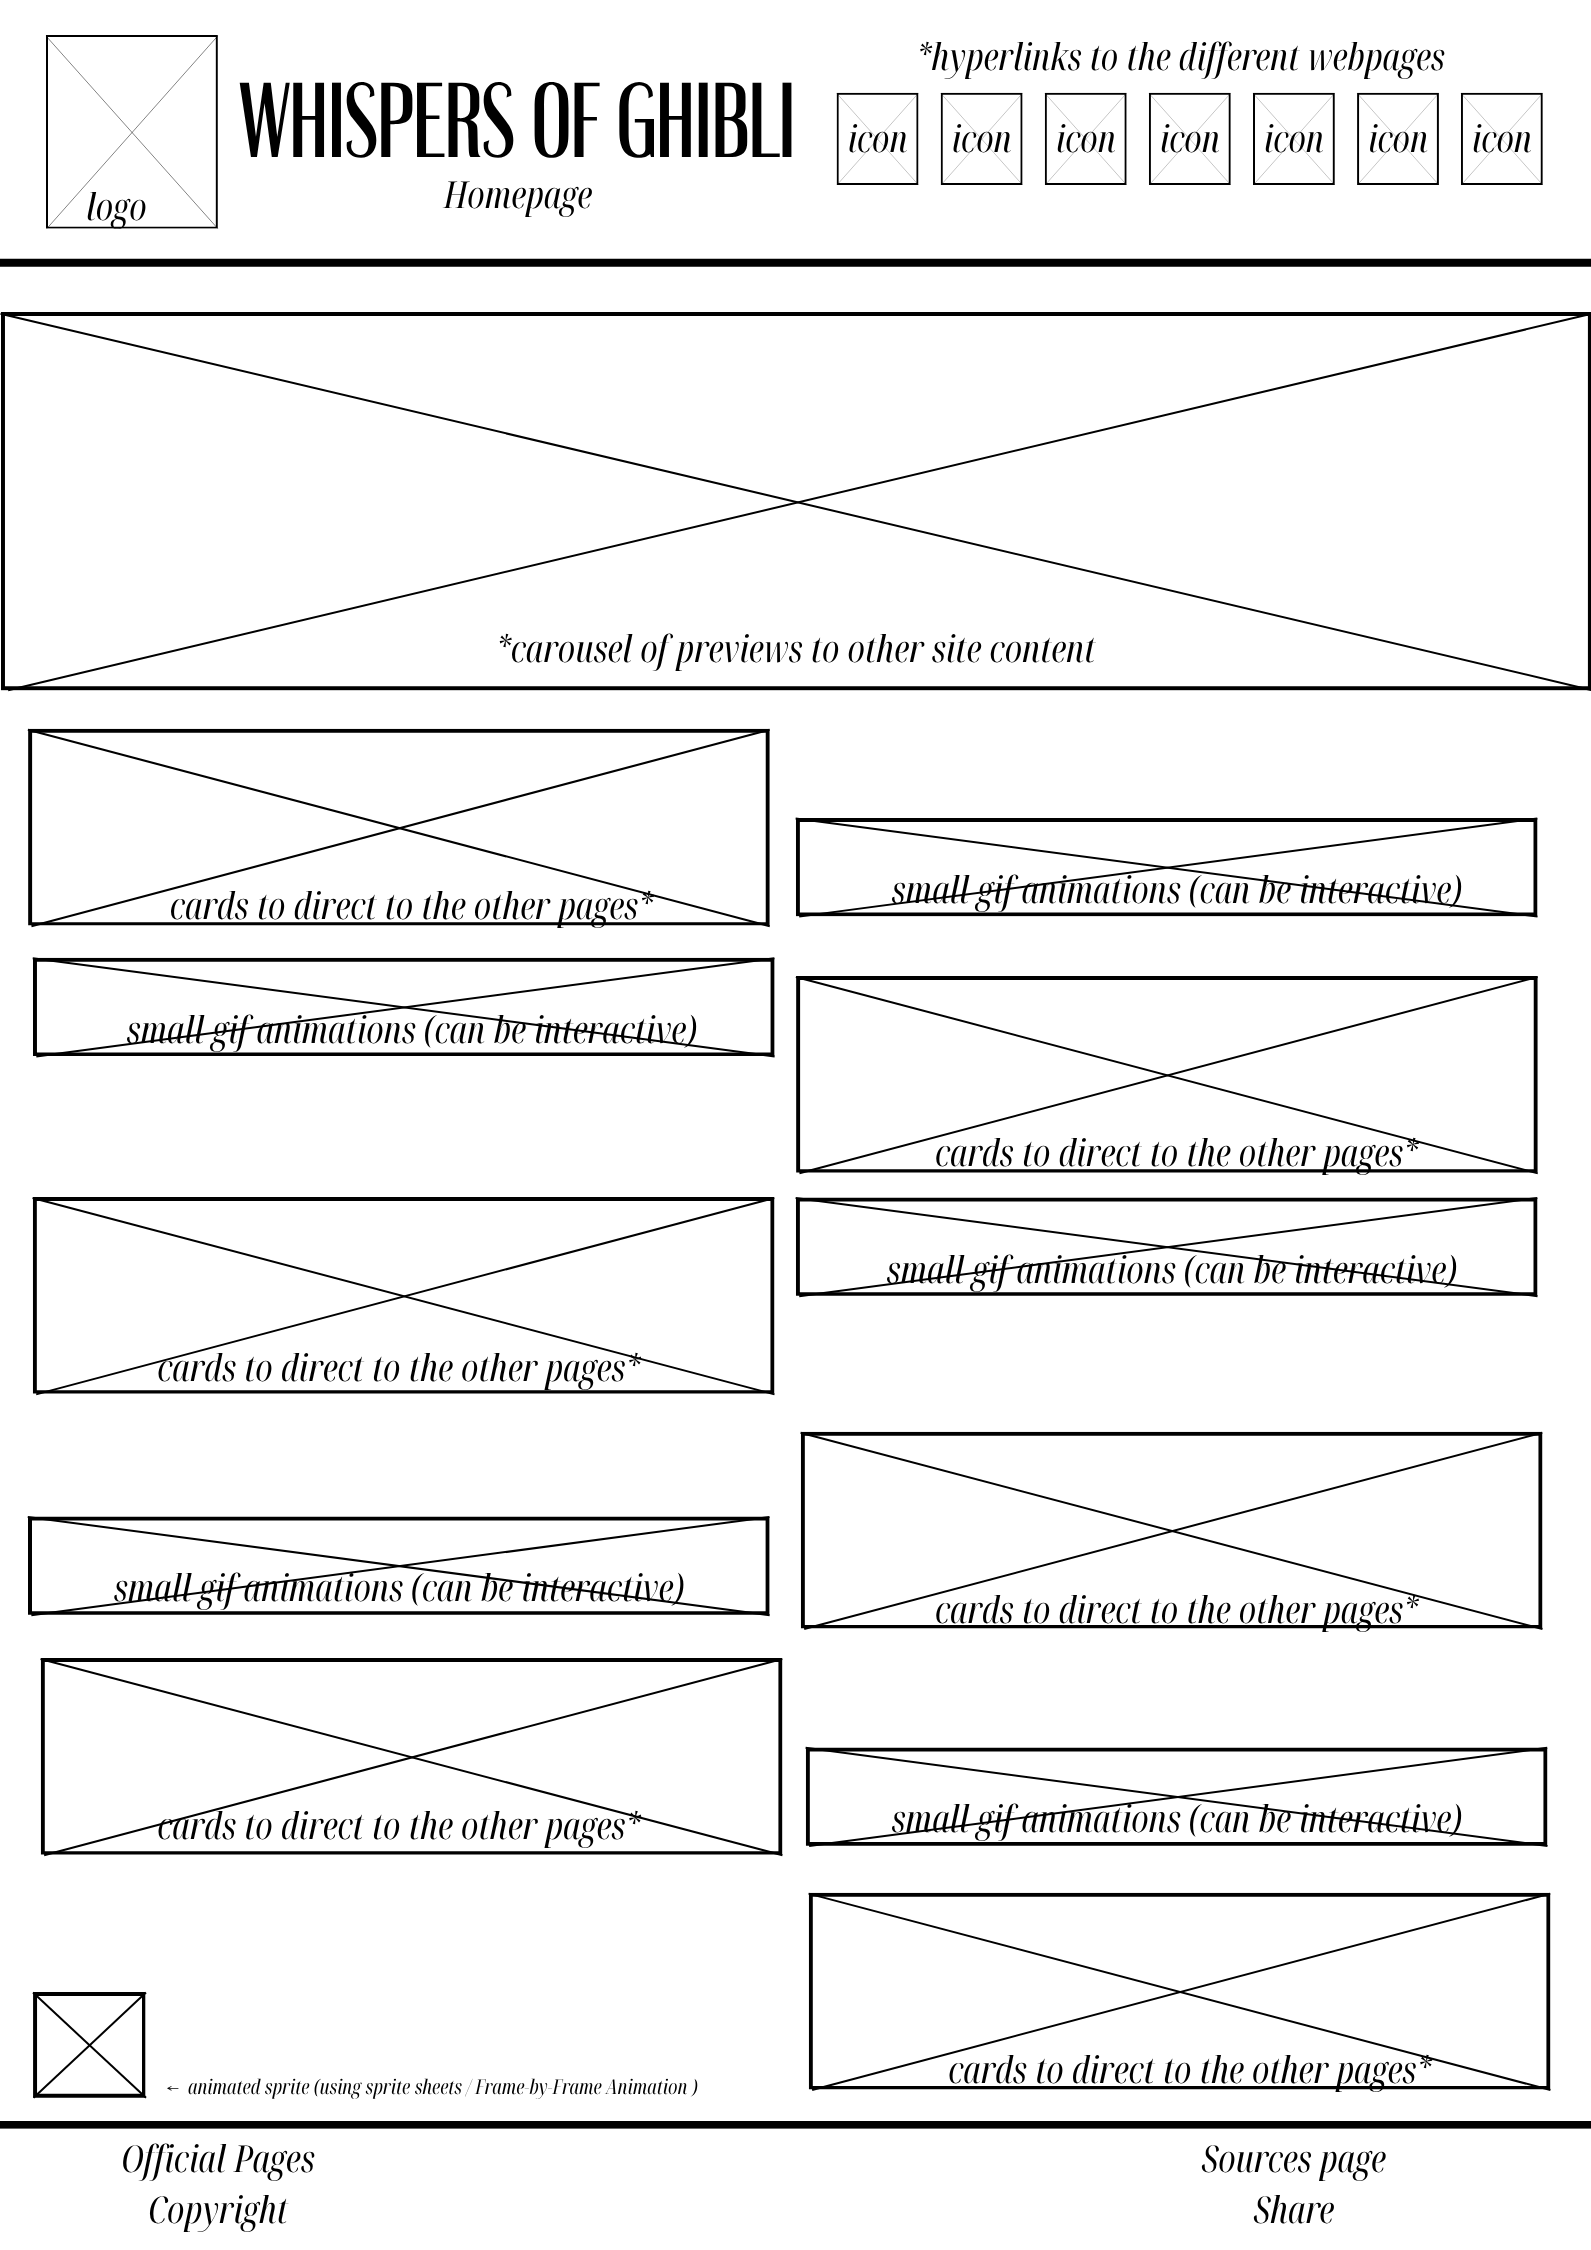 *hyperlinks to the different webpages
WHISPERS OF GHIBLI
icon icon icon icon icon icon icon
logo
Homepage
*carousel of previews to other site content
cards to direct to the other pages*
small gif animations (can be interactive)
small gif animations (can be interactive)
cards to direct to the other pages*
small gif animations (can be interactive)
cards to direct to the other pages*
small gif animations (can be interactive)
cards to direct to the other pages*
cards to direct to the other pages*
small gif animations (can be interactive)
cards to direct to the other pages*
← animated sprite (using sprite sheets / Frame-by-Frame Animation )
Official Pages
Copyright
Sources page
Share